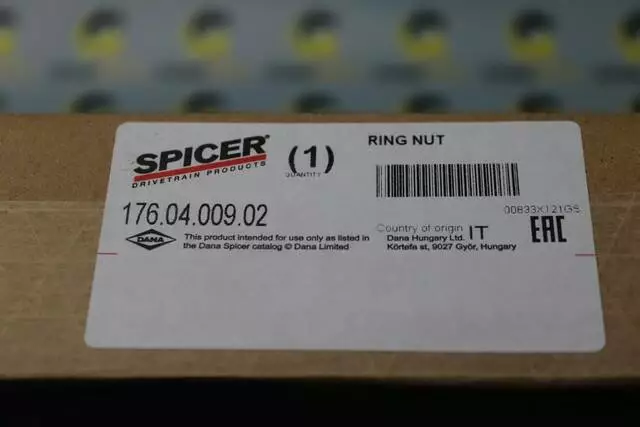 SPICER®
DRIVETRAIN PRODUCTS
(1)
QUANTITY
RING NUT
176.04.009.02
00833X121GS
DANA
This product intended for use only as listed in
the Dana Spicer catalog © Dana Limited
Country of origin IT
Dana Hungary Ltd.
Körtefa st, 9027 Győr, Hungary
EAC